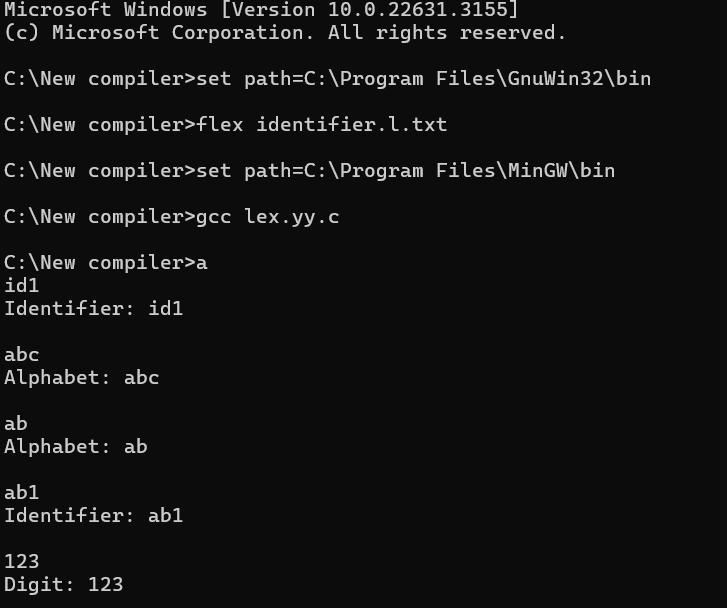 Microsoft Windows [Version 10.0.22631.3155]
(c) Microsoft Corporation. All rights reserved.
C:\New compiler>set path=C:\Program Files\GnuWin32\bin
C:\New compiler>flex identifier.l.txt
C:\New compiler>set path=C:\Program Files\MinGW\bin
C:\New compiler>gcc lex.yy.c
C:\New compiler>a
id1
Identifier: id1
abc
Alphabet: abc
ab
Alphabet: ab
ab1
Identifier: ab1
123
Digit: 123